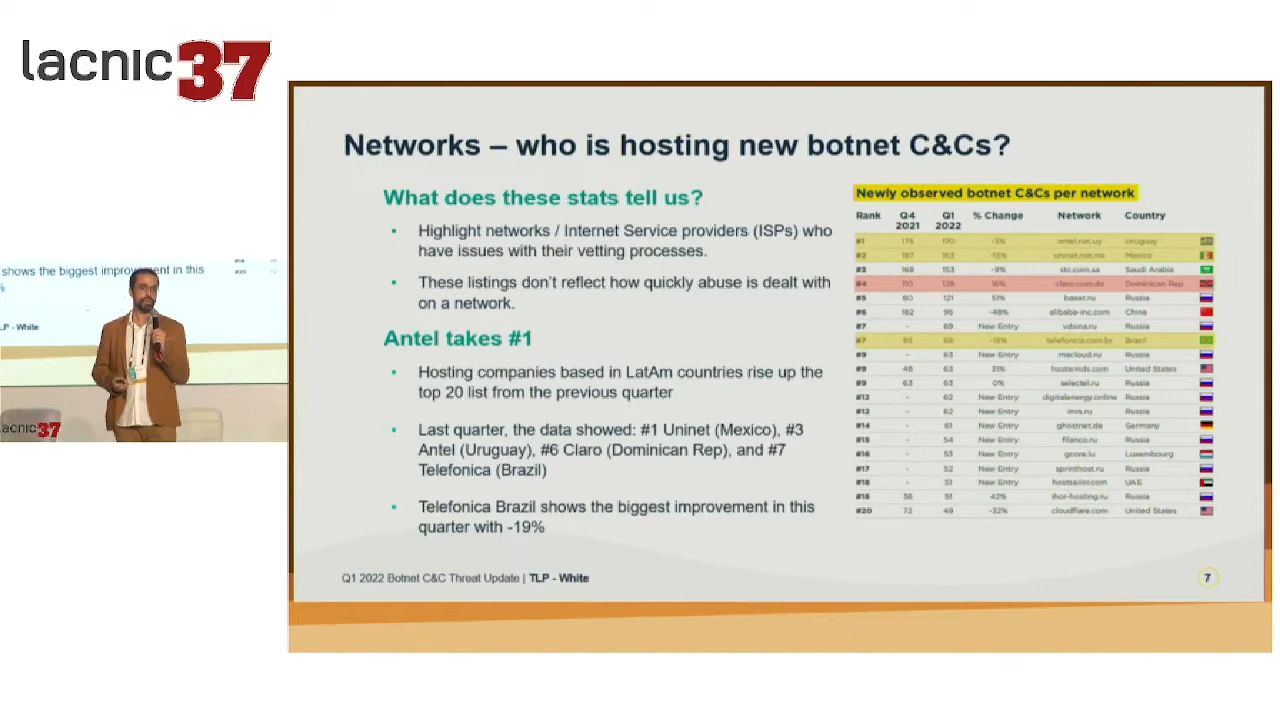 lacnic 37
Networks – who is hosting new botnet C&Cs?
What does these stats tell us?
• Highlight networks / Internet Service providers (ISPs) who
have issues with their vetting processes.
• These listings don't reflect how quickly abuse is dealt with
on a network.
Antel takes #1
• Hosting companies based in LatAm countries rise up the
top 20 list from the previous quarter
• Last quarter, the data showed: #1 Uninet (Mexico), #3
Antel (Uruguay), #6 Claro (Dominican Rep), and #7
Telefonica (Brazil)
• Telefonica Brazil shows the biggest improvement in this
quarter with -19%
Newly observed botnet C&Cs per network
Rank Q4 2021 Q1 2022 % Change Network Country
#1 175 170 -3% antel.net.uy Uruguay
#2 187 163 -13% uninet.net.mx Mexico
#3 168 153 -9% stc.com.sa Saudi Arabia
#4 110 128 16% claro.com.do Dominican Rep
#5 80 121 51% baxet.ru Russia
#6 182 95 -48% alibaba-inc.com China
#7 - 69 New Entry vdsina.ru Russia
#7 85 69 -19% telefonica.com.br Brazil
#9 - 63 New Entry macloud.ru Russia
#9 48 63 31% hostwinds.com United States
#9 63 63 0% selectel.ru Russia
#12 - 62 New Entry digitalenergy.online Russia
#12 - 62 New Entry mvs.ru Russia
#14 - 61 New Entry ghostnet.de Germany
#15 - 54 New Entry filanco.ru Russia
#16 - 53 New Entry gcore.lu Luxembourg
#17 - 52 New Entry sprinthost.ru Russia
#18 - 51 New Entry hostsailor.com UAE
#18 36 51 42% ihor-hosting.ru Russia
#20 72 49 -32% cloudflare.com United States
Q1 2022 Botnet C&C Threat Update | TLP - White
7
shows the biggest improvement in this
%
LP - White
acnic 37